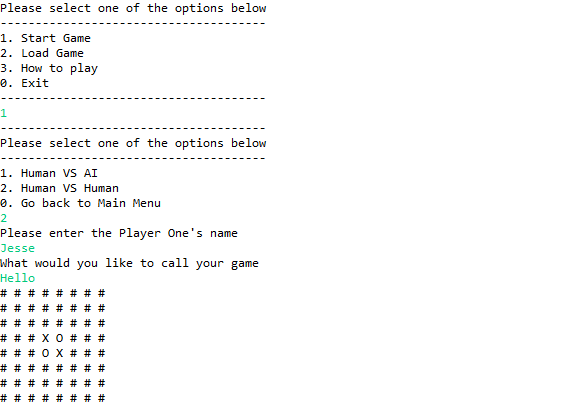 Please select one of the options below
--------------------------------------
1. Start Game
2. Load Game
3. How to play
0. Exit
--------------------------------------
1
--------------------------------------
Please select one of the options below
--------------------------------------
1. Human VS AI
2. Human VS Human
0. Go back to Main Menu
2
Please enter the Player One's name
Jesse
What would you like to call your game
Hello
# # # # # # # #
# # # # # # # #
# # # # # # # #
# # # X O # # #
# # # O X # # #
# # # # # # # #
# # # # # # # #
# # # # # # # #